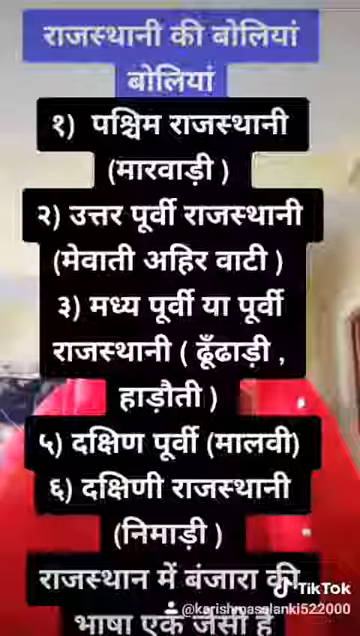 राजस्थानी की बोलियां
बोलियां
१) पश्चिम राजस्थानी
(मारवाड़ी )
२) उत्तर पूर्वी राजस्थानी
(मेवाती अहिर वाटी )
३) मध्य पूर्वी या पूर्वी
राजस्थानी ( ढूँढाड़ी ,
हाड़ौती )
५) दक्षिण पूर्वी (मालवी)
६) दक्षिणी राजस्थानी
(निमाड़ी )
राजस्थान में बंजारा की
भाषा एक जैसी है
TikTok
@karishmasolanki522000